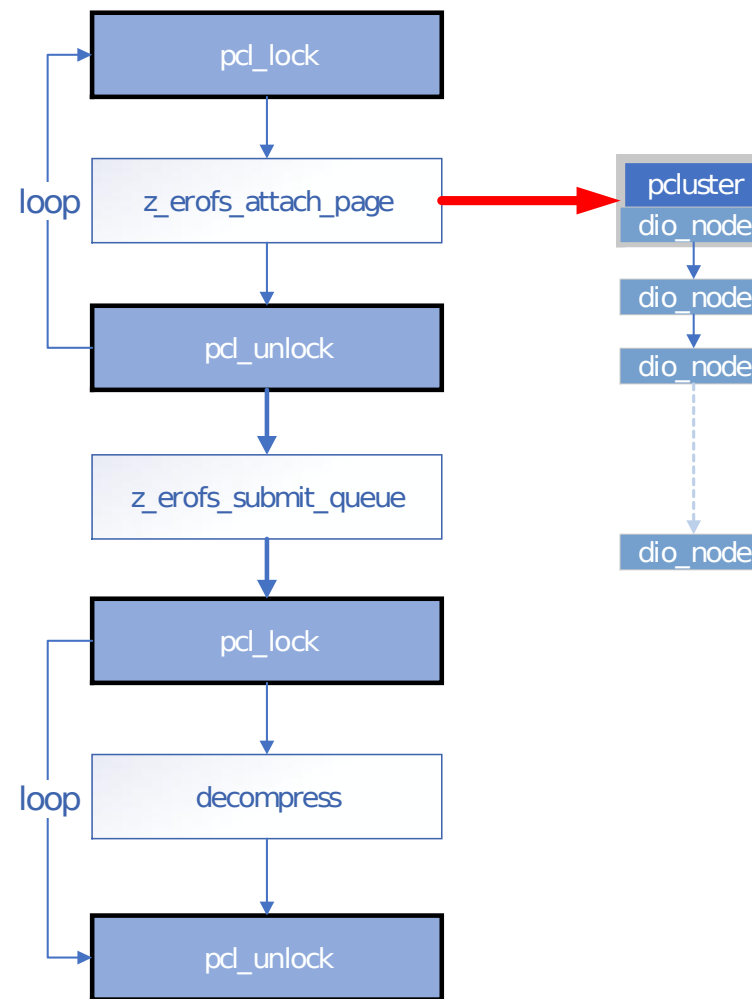 pcl_lock
loop
z_erofs_attach_page
pcl_unlock
z_erofs_submit_queue
pcl_lock
loop
decompress
pcl_unlock
pcluster
dio_node
dio_node
dio_node
dio_node